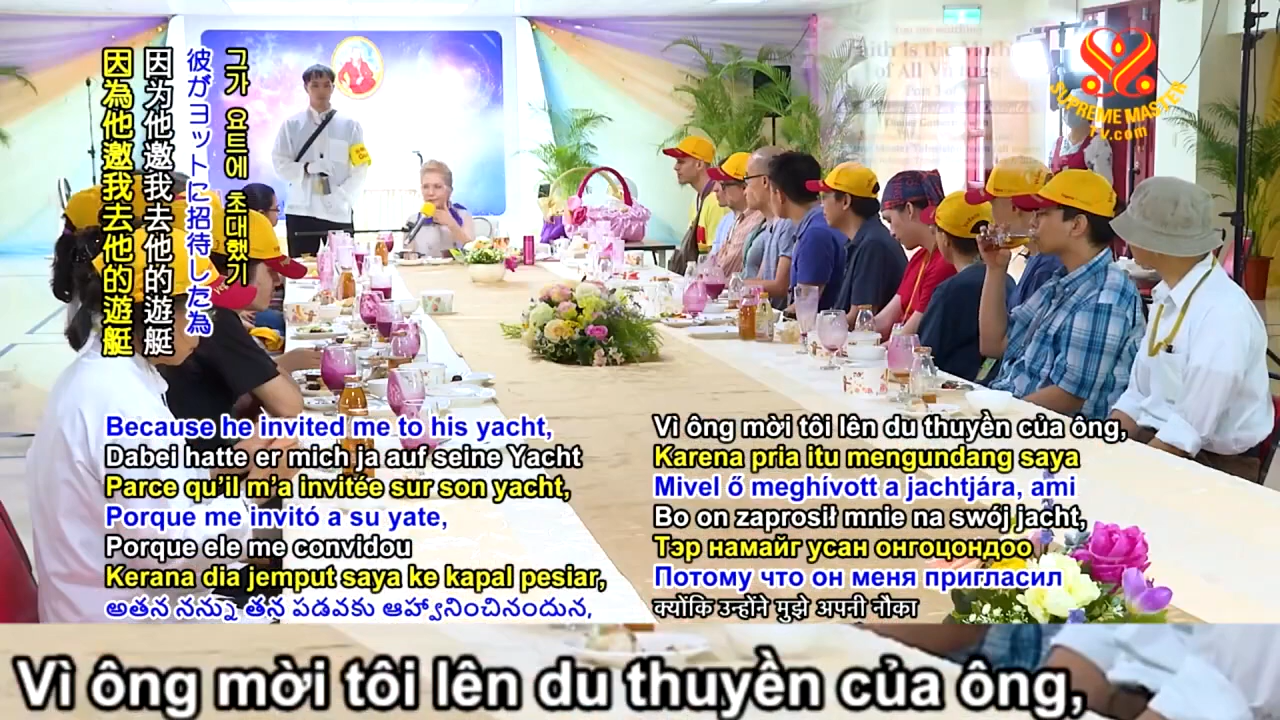 因為他邀我去他的遊艇
因为他邀我去他的游艇
彼がヨットに招待した為
그가 요트에 초대했기
SUPREME MASTER
TV.com
Because he invited me to his yacht,
Dabei hatte er mich ja auf seine Yacht
Parce qu’il m’a invitée sur son yacht,
Porque me invitó a su yate,
Porque ele me convidou
Kerana dia jemput saya ke kapal pesiar,
అతను నన్ను తన పడవకు ఆహ్వానించినందున,
Vì ông mời tôi lên du thuyền của ông,
Karena pria itu mengundang saya
Mivel ő meghívott a jachtjára, ami
Bo on zaprosił mnie na swój jacht,
Тэр намайг усан онгоцондоо
Потому что он меня пригласил
क्योंकि उन्होंने मुझे अपनी नौका
Vì ông mời tôi lên du thuyền của ông,